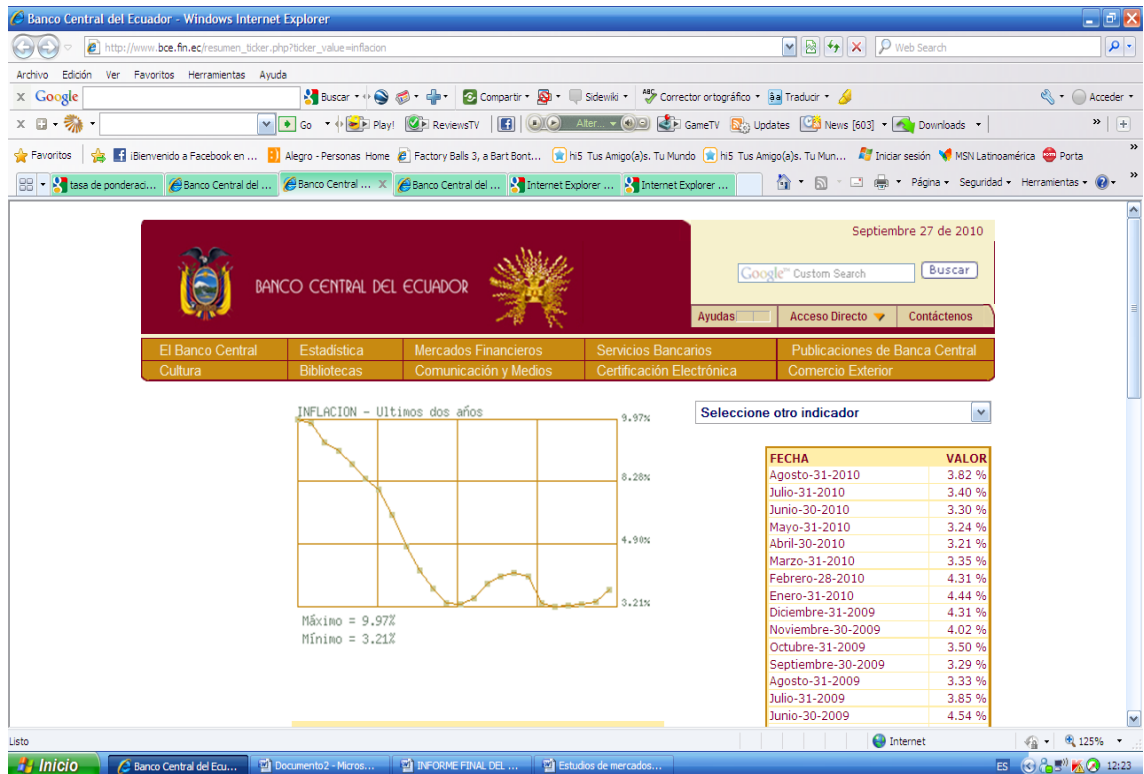 Banco Central del Ecuador - Windows Internet Explorer
http://www.bce.fin.ec/resumen_ticker.php?ticker_value=inflacion
Web Search
Archivo Edición Ver Favoritos Herramientas Ayuda
x Google Buscar Compartir Sidewiki Corrector ortográfico Traducir Acceder
x Go Play! ReviewsTV Alter... GameTV Updates News [603] Downloads »
Favoritos ¡Bienvenido a Facebook en ... Alegro - Personas Home Factory Balls 3, a Bart Bont... hi5 Tus Amigo(a)s. Tu Mundo hi5 Tus Amigo(a)s. Tu Mun... Iniciar sesión MSN Latinoamérica Porta »
tasa de ponderaci... Banco Central del ... Banco Central ... X Banco Central del ... Internet Explorer ... Internet Explorer ... Página Seguridad Herramientas »
Septiembre 27 de 2010
BANCO CENTRAL DEL ECUADOR
Google™ Custom Search Buscar
Ayudas Acceso Directo Contáctenos
El Banco Central Estadística Mercados Financieros Servicios Bancarios Publicaciones de Banca Central
Cultura Bibliotecas Comunicación y Medios Certificación Electrónica Comercio Exterior
INFLACION - Ultimos dos años
9.97%
8.28%
4.90%
3.21%
Máximo = 9.97%
Mínimo = 3.21%
Seleccione otro indicador
FECHA VALOR
Agosto-31-2010 3.82 %
Julio-31-2010 3.40 %
Junio-30-2010 3.30 %
Mayo-31-2010 3.24 %
Abril-30-2010 3.21 %
Marzo-31-2010 3.35 %
Febrero-28-2010 4.31 %
Enero-31-2010 4.44 %
Diciembre-31-2009 4.31 %
Noviembre-30-2009 4.02 %
Octubre-31-2009 3.50 %
Septiembre-30-2009 3.29 %
Agosto-31-2009 3.33 %
Julio-31-2009 3.85 %
Junio-30-2009 4.54 %
Listo Internet 125%
Inicio Banco Central del Ecu... Documento2 - Micros... INFORME FINAL DEL ... Estudios de mercados... ES 12:23